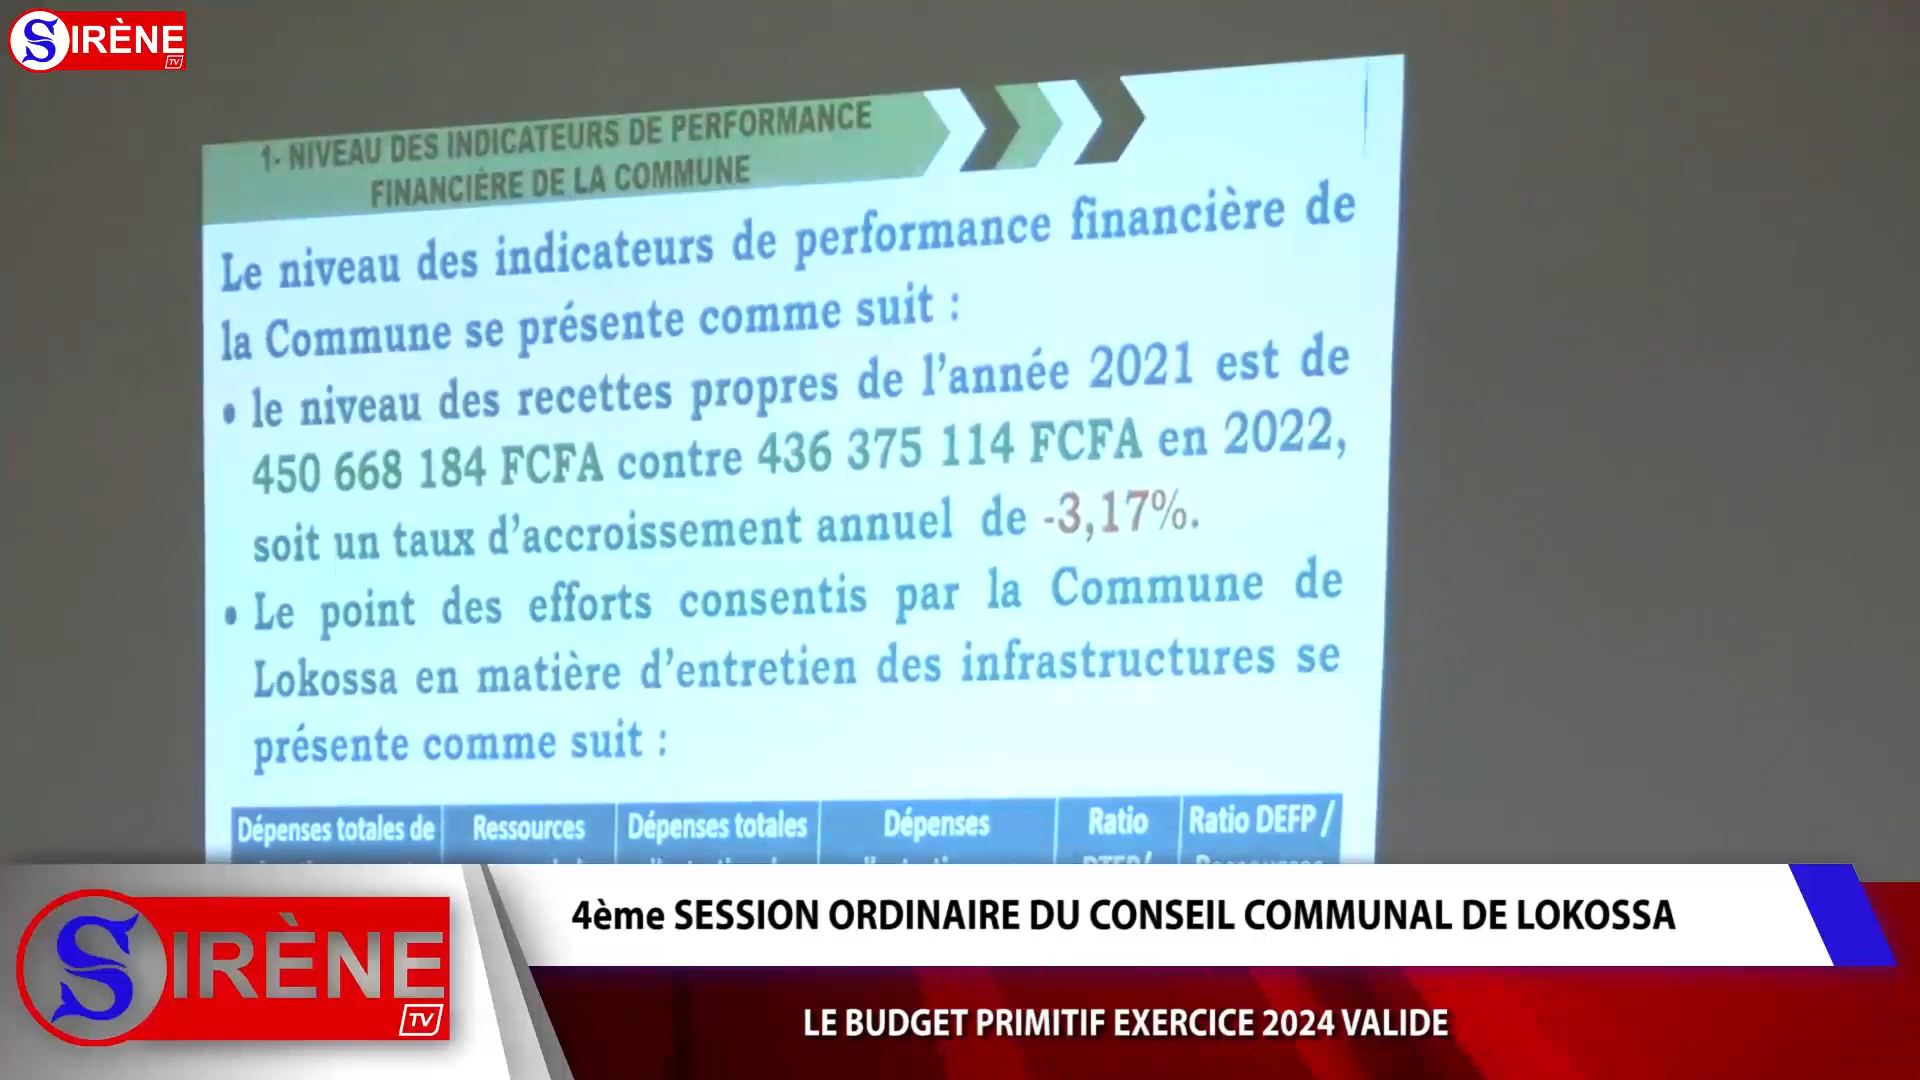 SIRÈNE
TV
1- NIVEAU DES INDICATEURS DE PERFORMANCE
FINANCIÈRE DE LA COMMUNE
Le niveau des indicateurs de performance financière de
la Commune se présente comme suit :
• le niveau des recettes propres de l'année 2021 est de
450 668 184 FCFA contre 436 375 114 FCFA en 2022,
soit un taux d'accroissement annuel de -3,17%.
• Le point des efforts consentis par la Commune de
Lokossa en matière d'entretien des infrastructures se
présente comme suit :
Dépenses totales de Ressources Dépenses totales Dépenses Ratio Ratio DEFP /
4ème SESSION ORDINAIRE DU CONSEIL COMMUNAL DE LOKOSSA
SIRÈNE
TV
LE BUDGET PRIMITIF EXERCICE 2024 VALIDE